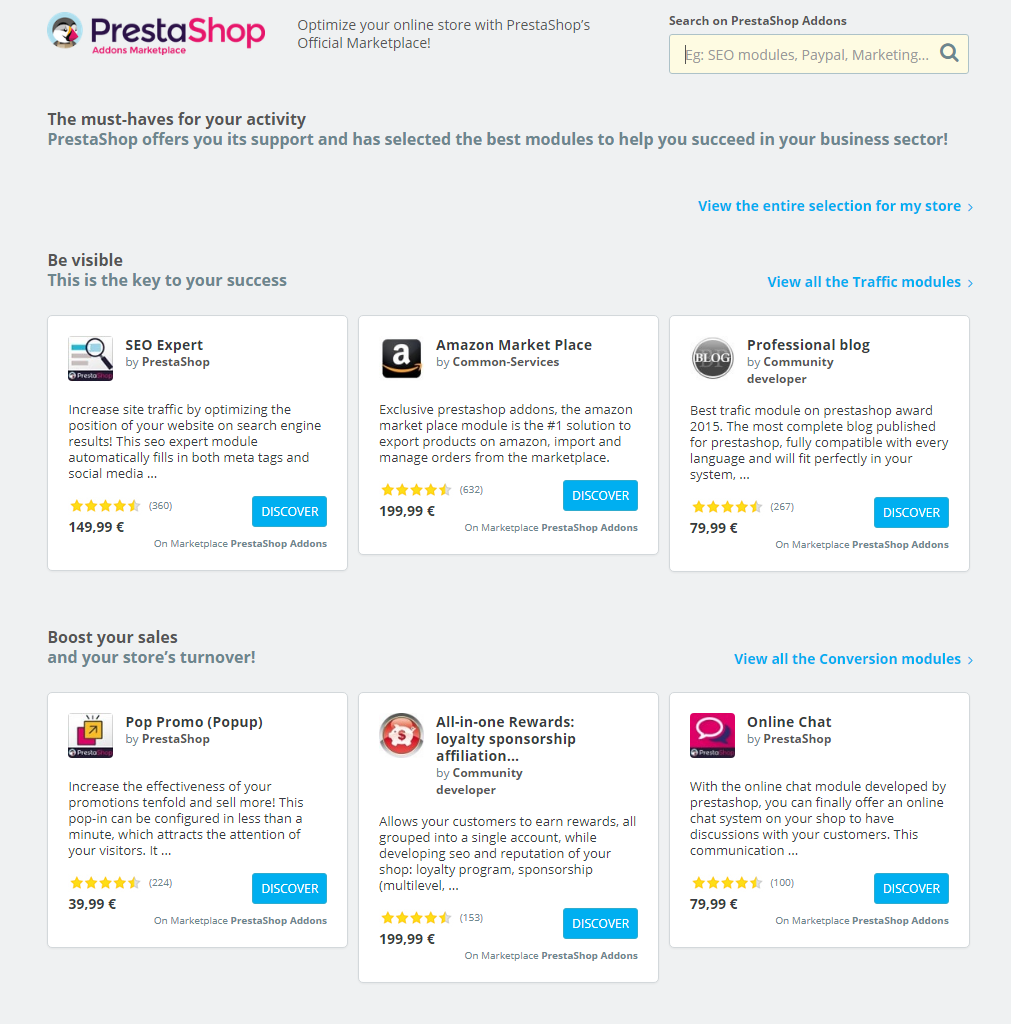 PrestaShop
Addons Marketplace
Optimize your online store with PrestaShop's
Official Marketplace!
Search on PrestaShop Addons
Eg: SEO modules, Paypal, Marketing...
The must-haves for your activity
PrestaShop offers you its support and has selected the best modules to help you succeed in your business sector!
View the entire selection for my store
Be visible
This is the key to your success
View all the Traffic modules
PrestaShop
SEO Expert
by PrestaShop
Increase site traffic by optimizing the
position of your website on search engine
results! This seo expert module
automatically fills in both meta tags and
social media ...
(360)
149,99 €
DISCOVER
On Marketplace PrestaShop Addons
a
Amazon Market Place
by Common-Services
Exclusive prestashop addons, the amazon
market place module is the #1 solution to
export products on amazon, import and
manage orders from the marketplace.
(632)
199,99 €
DISCOVER
On Marketplace PrestaShop Addons
BLOG
Professional blog
by Community
developer
Best trafic module on prestashop award
2015. The most complete blog published
for prestashop, fully compatible with every
language and will fit perfectly in your
system, ...
(267)
79,99 €
DISCOVER
On Marketplace PrestaShop Addons
Boost your sales
and your store's turnover!
View all the Conversion modules
PrestaShop
Pop Promo (Popup)
by PrestaShop
Increase the effectiveness of your
promotions tenfold and sell more! This
pop-in can be configured in less than a
minute, which attracts the attention of
your visitors. It ...
(224)
39,99 €
DISCOVER
On Marketplace PrestaShop Addons
All-in-one Rewards:
loyalty sponsorship
affiliation...
by Community
developer
Allows your customers to earn rewards, all
grouped into a single account, while
developing seo and reputation of your
shop: loyalty program, sponsorship
(multilevel, ...
(153)
199,99 €
DISCOVER
On Marketplace PrestaShop Addons
PrestaShop
Online Chat
by PrestaShop
With the online chat module developed by
prestashop, you can finally offer an online
chat system on your shop to have
discussions with your customers. This
communication ...
(100)
79,99 €
DISCOVER
On Marketplace PrestaShop Addons